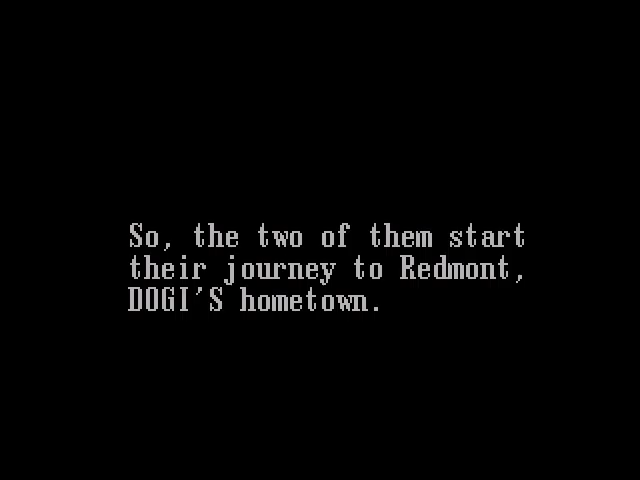 So, the two of them start
their journey to Redmont,
DOGI'S hometown.